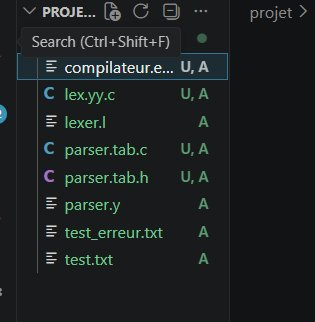 PROJE...
projet >
Search (Ctrl+Shift+F)
compilateur.e... U, A
C lex.yy.c U, A
lexer.l A
C parser.tab.c U, A
C parser.tab.h U, A
parser.y A
test_erreur.txt A
test.txt A